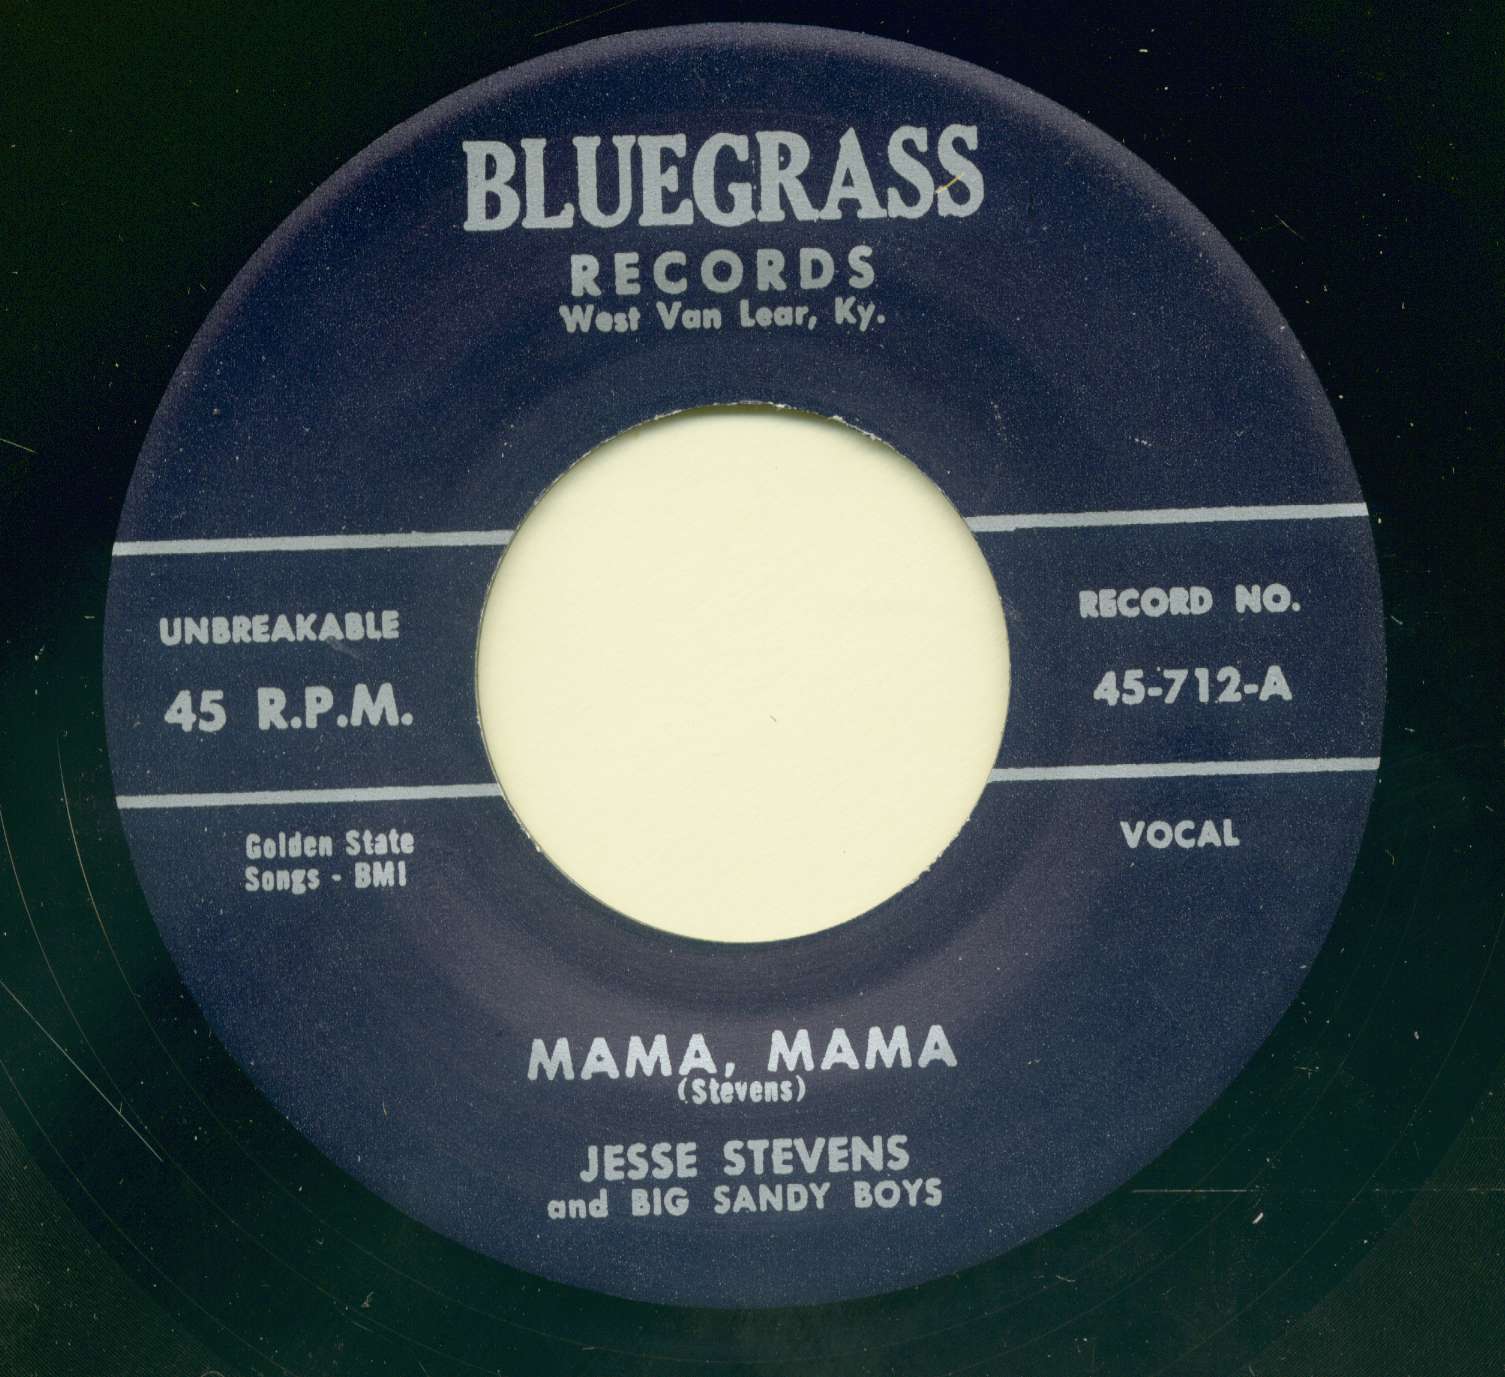 BLUEGRASS
RECORDS
West Van Lear, Ky.
UNBREAKABLE
45 R.P.M.
RECORD NO.
45-712-A
Golden State
Songs - BMI
VOCAL
MAMA, MAMA
(Stevens)
JESSE STEVENS
and BIG SANDY BOYS